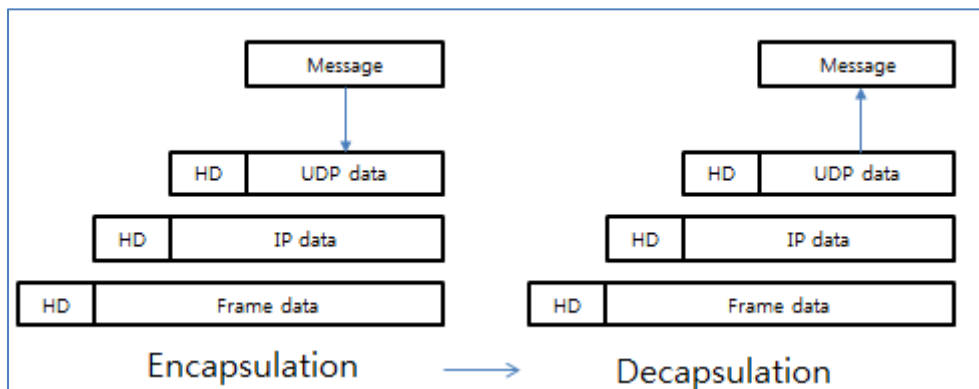 Message
Message
HD UDP data
HD UDP data
HD IP data
HD IP data
HD Frame data
HD Frame data
Encapsulation
Decapsulation